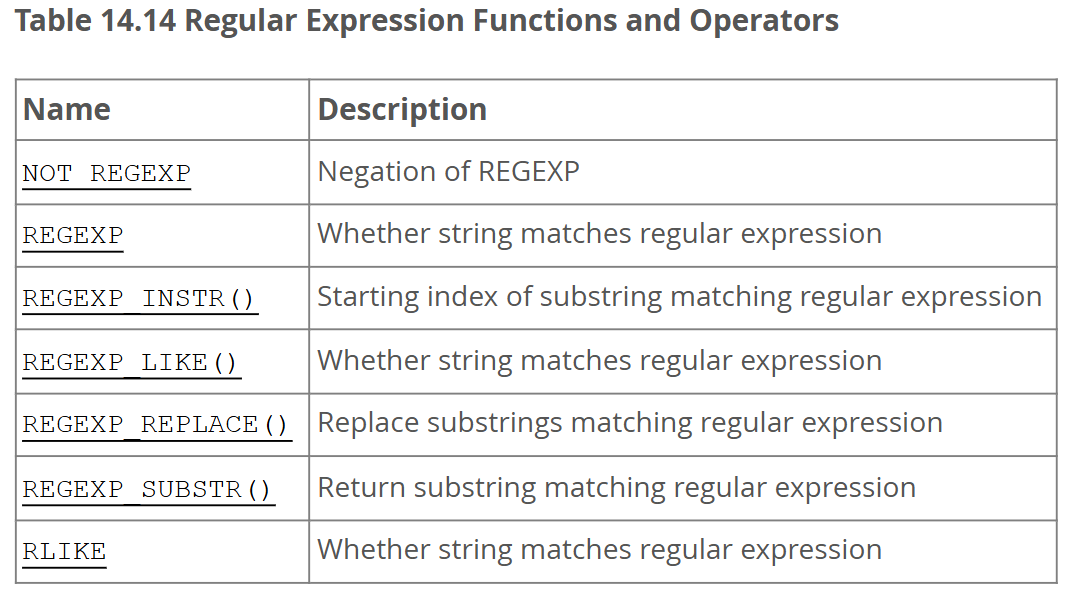 Table 14.14 Regular Expression Functions and Operators
Name Description
NOT REGEXP Negation of REGEXP
REGEXP Whether string matches regular expression
REGEXP_INSTR() Starting index of substring matching regular expression
REGEXP_LIKE() Whether string matches regular expression
REGEXP_REPLACE() Replace substrings matching regular expression
REGEXP_SUBSTR() Return substring matching regular expression
RLIKE Whether string matches regular expression